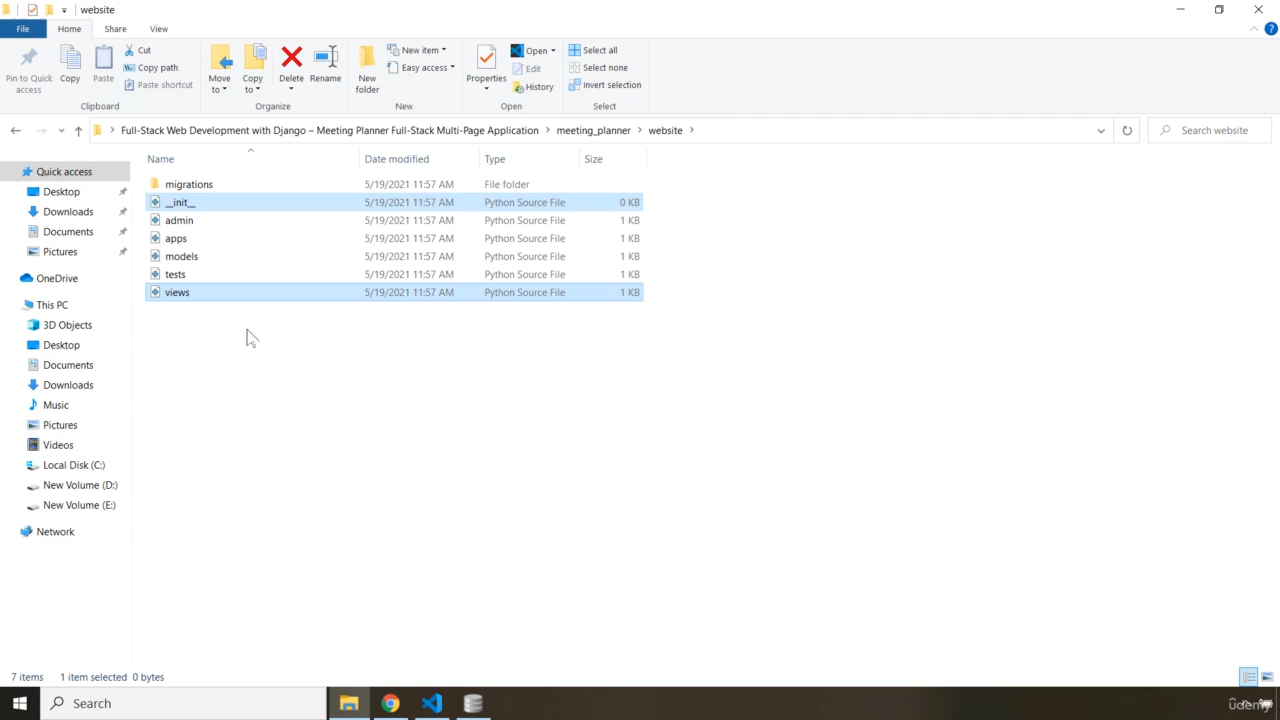 website
File
Home
Share
View
Pin to Quick access
Copy
Paste
Cut
Copy path
Paste shortcut
Clipboard
Move to
Copy to
Delete
Rename
Organize
New folder
New item
Easy access
New
Properties
Open
Edit
History
Open
Select all
Select none
Invert selection
Select
Full-Stack Web Development with Django – Meeting Planner Full-Stack Multi-Page Application > meeting_planner > website >
Search website
Name Date modified Type Size
migrations 5/19/2021 11:57 AM File folder
__init__ 5/19/2021 11:57 AM Python Source File 0 KB
admin 5/19/2021 11:57 AM Python Source File 1 KB
apps 5/19/2021 11:57 AM Python Source File 1 KB
models 5/19/2021 11:57 AM Python Source File 1 KB
tests 5/19/2021 11:57 AM Python Source File 1 KB
views 5/19/2021 11:57 AM Python Source File 1 KB
Quick access
Desktop
Downloads
Documents
Pictures
OneDrive
This PC
3D Objects
Desktop
Documents
Downloads
Music
Pictures
Videos
Local Disk (C:)
New Volume (D:)
New Volume (E:)
Network
7 items 1 item selected 0 bytes
Search
udemy